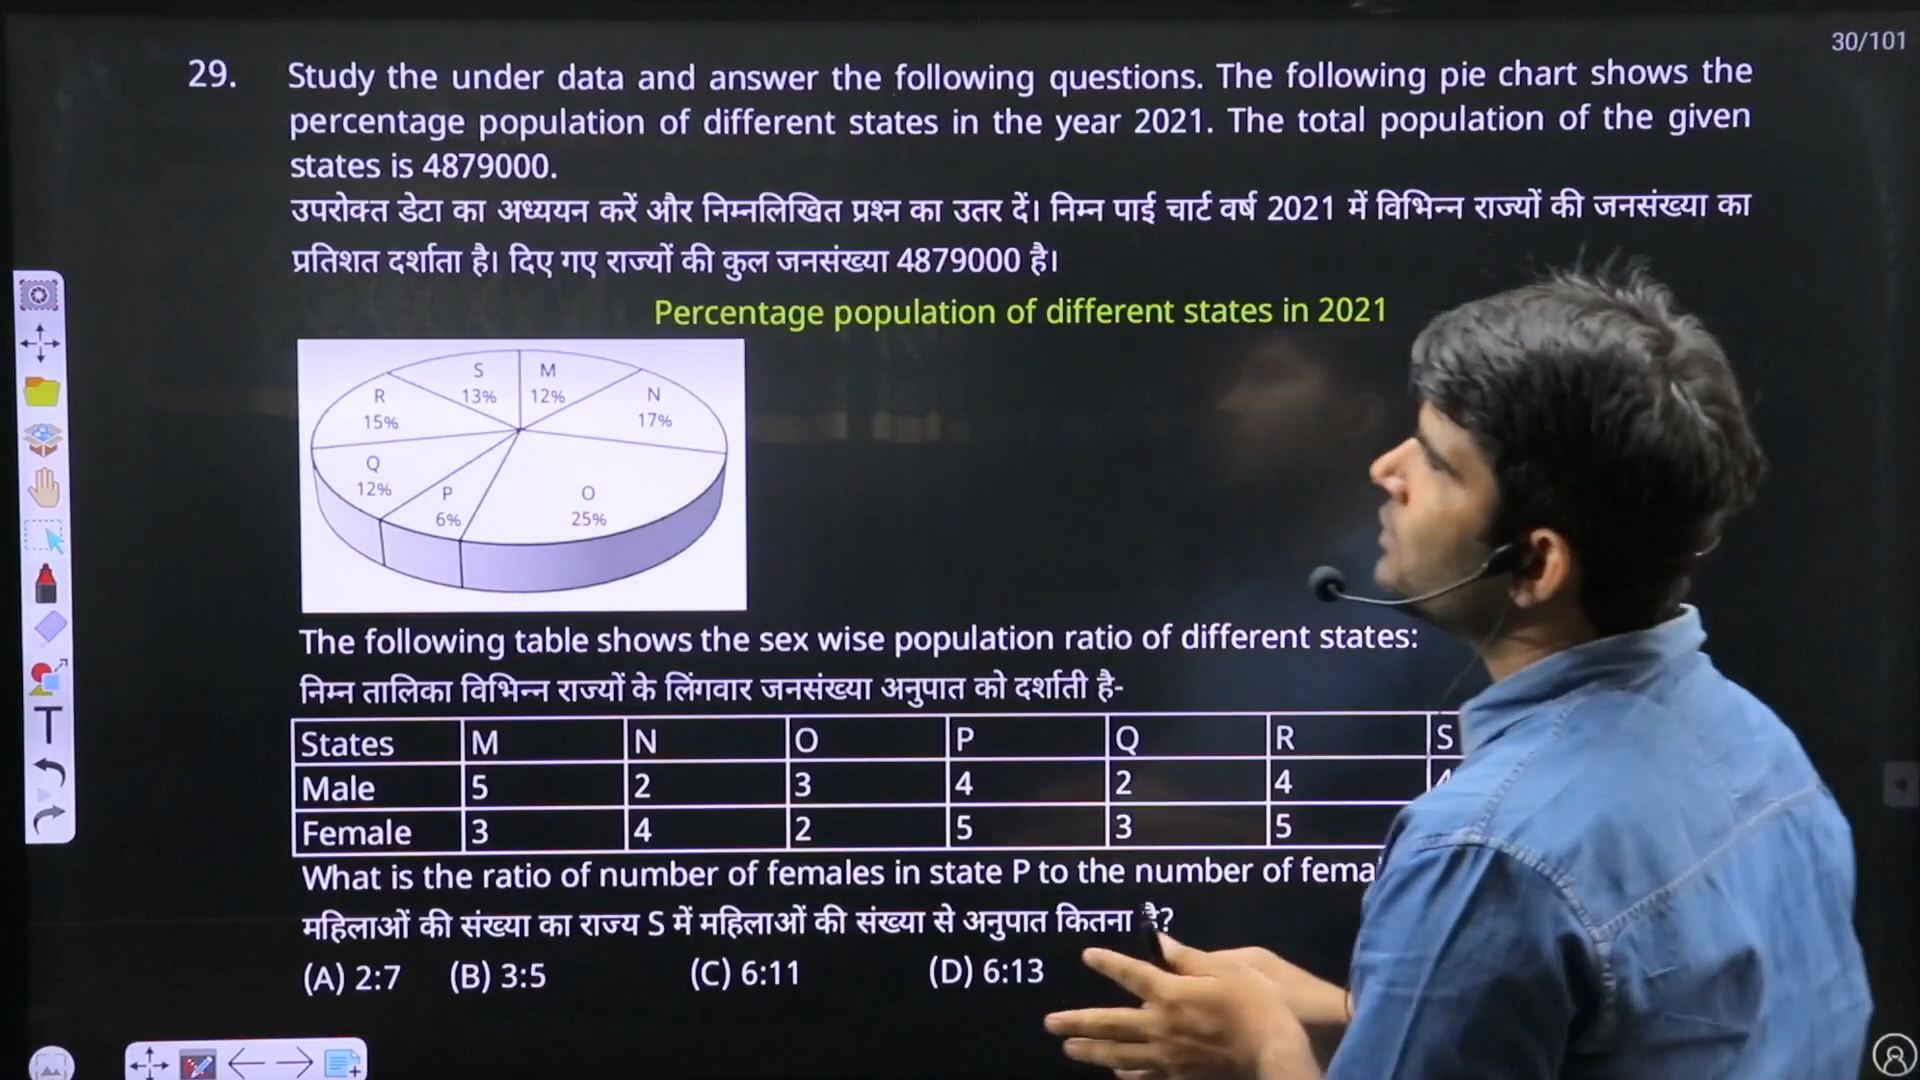 30/101
29. Study the under data and answer the following questions. The following pie chart shows the
percentage population of different states in the year 2021. The total population of the given
states is 4879000.
उपरोक्त डेटा का अध्ययन करें और निम्नलिखित प्रश्न का उतर दें। निम्न पाई चार्ट वर्ष 2021 में विभिन्न राज्यों की जनसंख्या का
प्रतिशत दर्शाता है। दिए गए राज्यों की कुल जनसंख्या 4879000 है।
Percentage population of different states in 2021
S 13%
M 12%
N 17%
R 15%
Q 12%
P 6%
O 25%
The following table shows the sex wise population ratio of different states:
निम्न तालिका विभिन्न राज्यों के लिंगवार जनसंख्या अनुपात को दर्शाती है-
States M N O P Q R S
Male 5 2 3 4 2 4
Female 3 4 2 5 3 5
What is the ratio of number of females in state P to the number of
महिलाओं की संख्या का राज्य S में महिलाओं की संख्या से अनुपात कितना है?
(A) 2:7 (B) 3:5 (C) 6:11 (D) 6:13
T